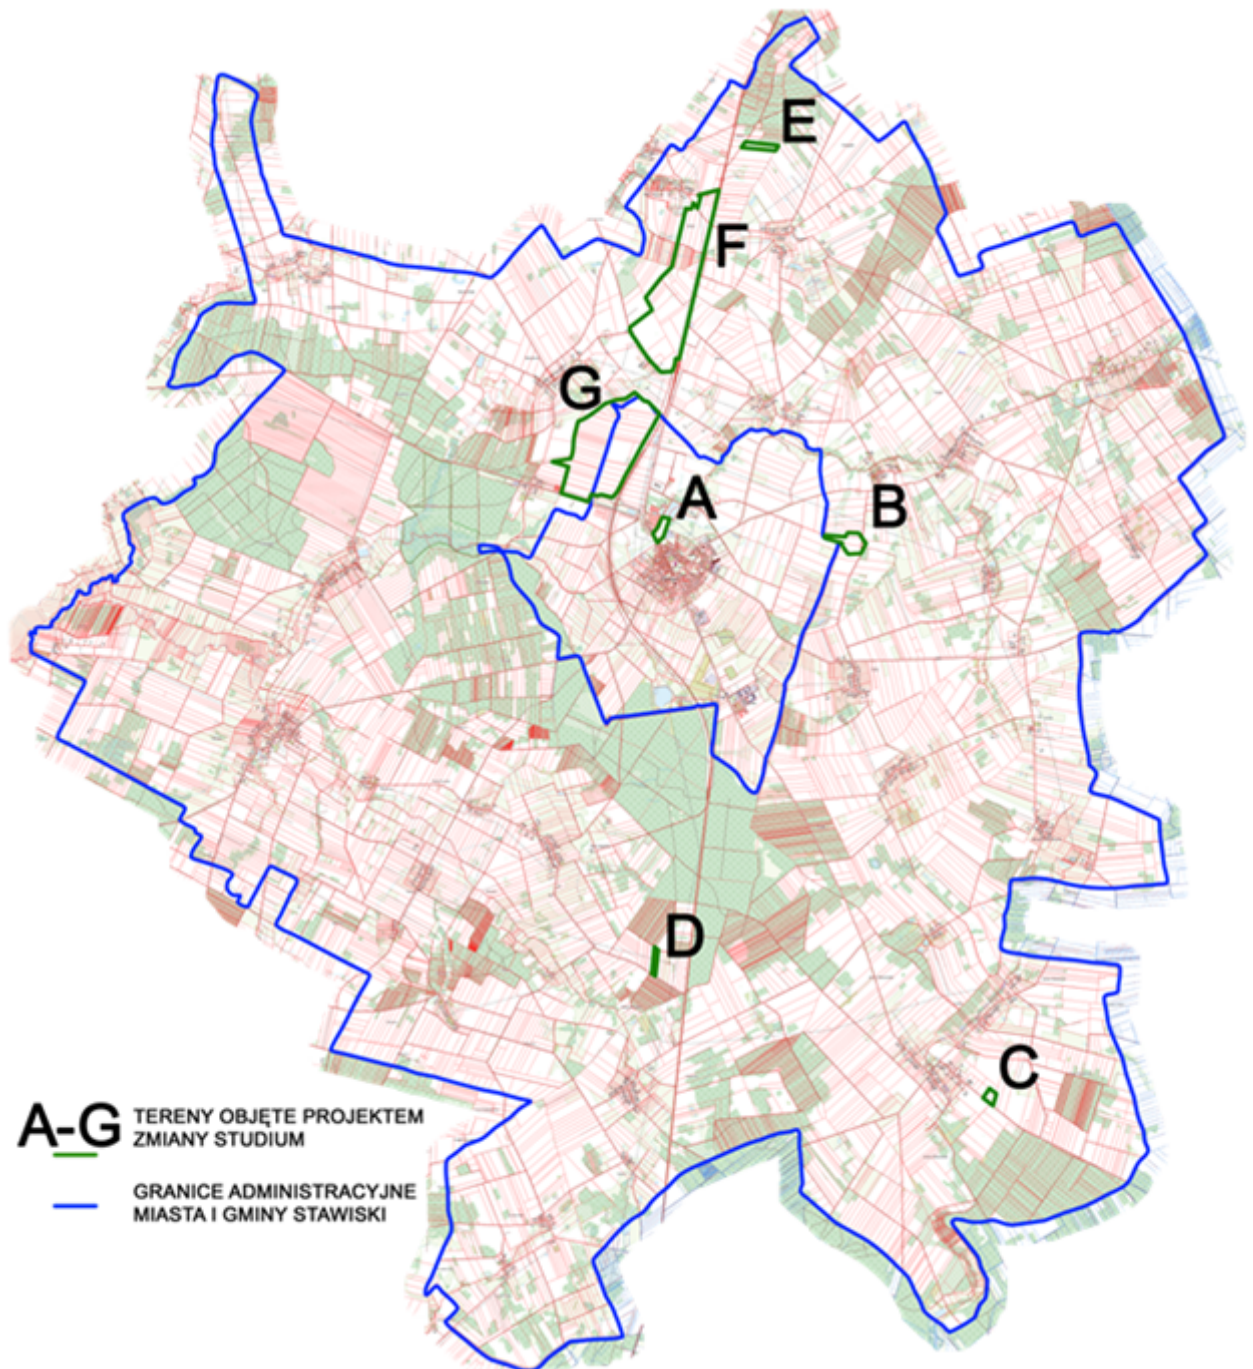 E
F
G
A
B
D
C
A-G TERENY OBJĘTE PROJEKTEM
ZMIANY STUDIUM
GRANICE ADMINISTRACYJNE
MIASTA I GMINY STAWISKI